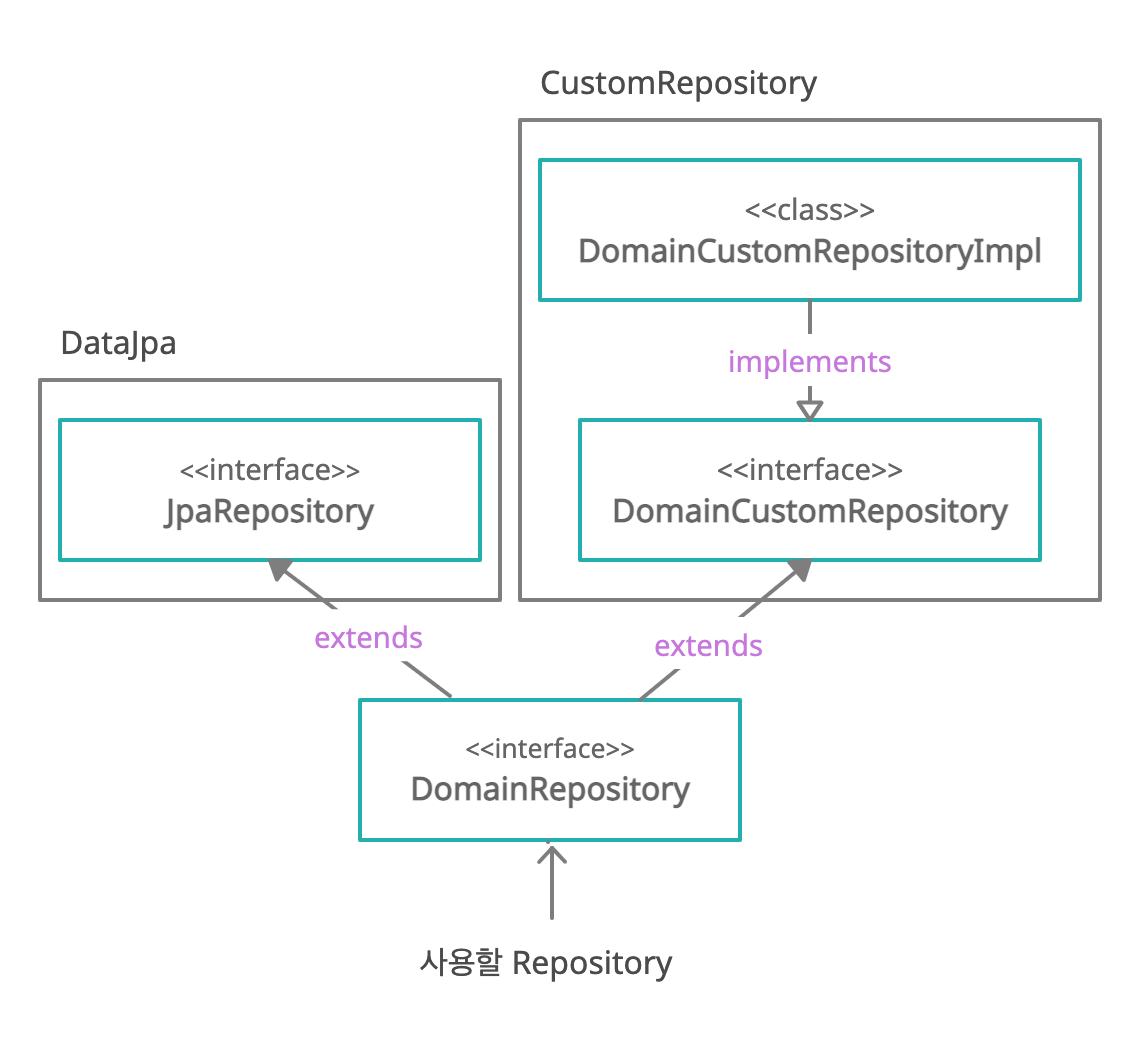 CustomRepository
<<class>>
DomainCustomRepositoryImpl
implements
DataJpa
<<interface>>
JpaRepository
<<interface>>
DomainCustomRepository
extends
extends
<<interface>>
DomainRepository
사용할 Repository